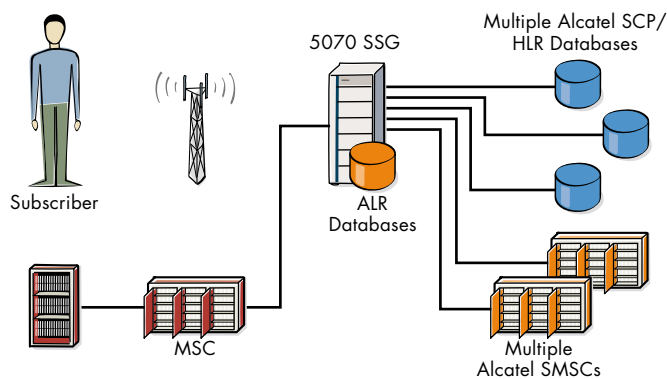 Multiple Alcatel SCP/
HLR Databases
5070 SSG
Subscriber
ALR
Databases
MSC
Multiple
Alcatel SMSCs